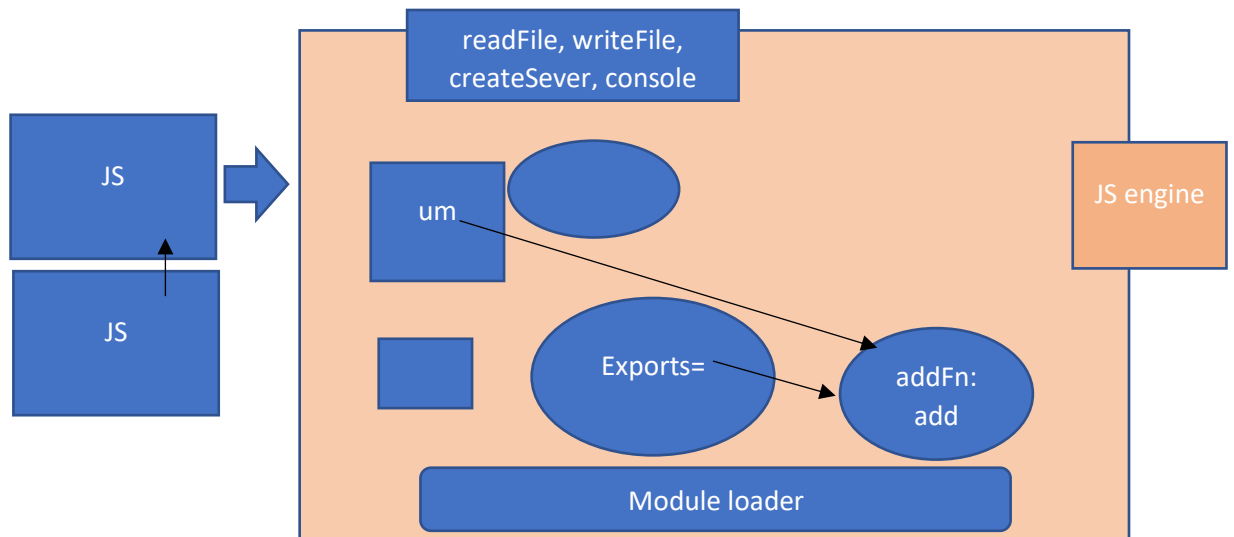 readFile, writeFile,
createSever, console
JS
JS engine
um
JS
Exports=
addFn:
add
Module loader